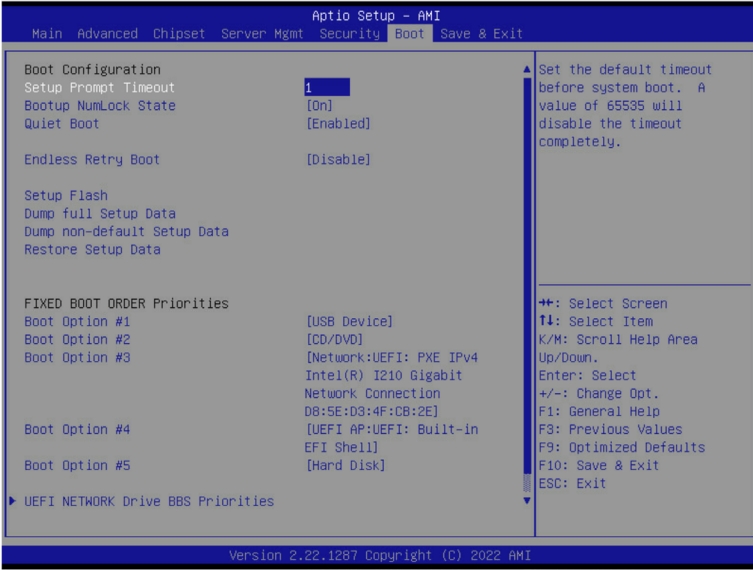 Aptio Setup – AMI
Main Advanced Chipset Server Mgmt Security Boot Save & Exit
Boot Configuration
Setup Prompt Timeout 1
Bootup NumLock State [On]
Quiet Boot [Enabled]
Endless Retry Boot [Disable]
Setup Flash
Dump full Setup Data
Dump non-default Setup Data
Restore Setup Data
FIXED BOOT ORDER Priorities
Boot Option #1 [USB Device]
Boot Option #2 [CD/DVD]
Boot Option #3 [Network:UEFI: PXE IPv4
Intel(R) I210 Gigabit
Network Connection
D8:5E:D3:4F:CB:2E]
Boot Option #4 [UEFI AP:UEFI: Built-in
EFI Shell]
Boot Option #5 [Hard Disk]
UEFI NETWORK Drive BBS Priorities
Set the default timeout
before system boot. A
value of 65535 will
disable the timeout
completely.
→←: Select Screen
↑↓: Select Item
K/M: Scroll Help Area
Up/Down.
Enter: Select
+/-: Change Opt.
F1: General Help
F3: Previous Values
F9: Optimized Defaults
F10: Save & Exit
ESC: Exit
Version 2.22.1287 Copyright (C) 2022 AMI